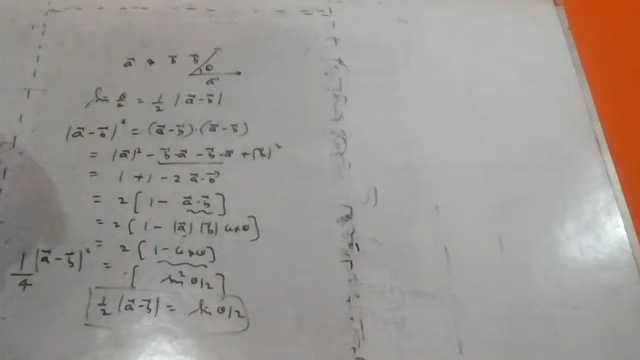 a⃗ & b⃗ b⃗ θ a⃗
sin θ/2 = 1/2 |a⃗-b⃗|
|a⃗-b⃗|² = (a⃗-b⃗)·(a⃗-b⃗)
= |a⃗|² - b⃗·a⃗ - b⃗·a⃗ + |b⃗|²
= 1 + 1 - 2 a⃗·b⃗
= 2 [1 - a⃗·b⃗]
= 2 [1 - |a⃗| |b⃗| cos θ]
= 2 [1 - cos θ]
1/4 |a⃗-b⃗|² = [sin² θ/2]
1/2 |a⃗-b⃗| = sin θ/2